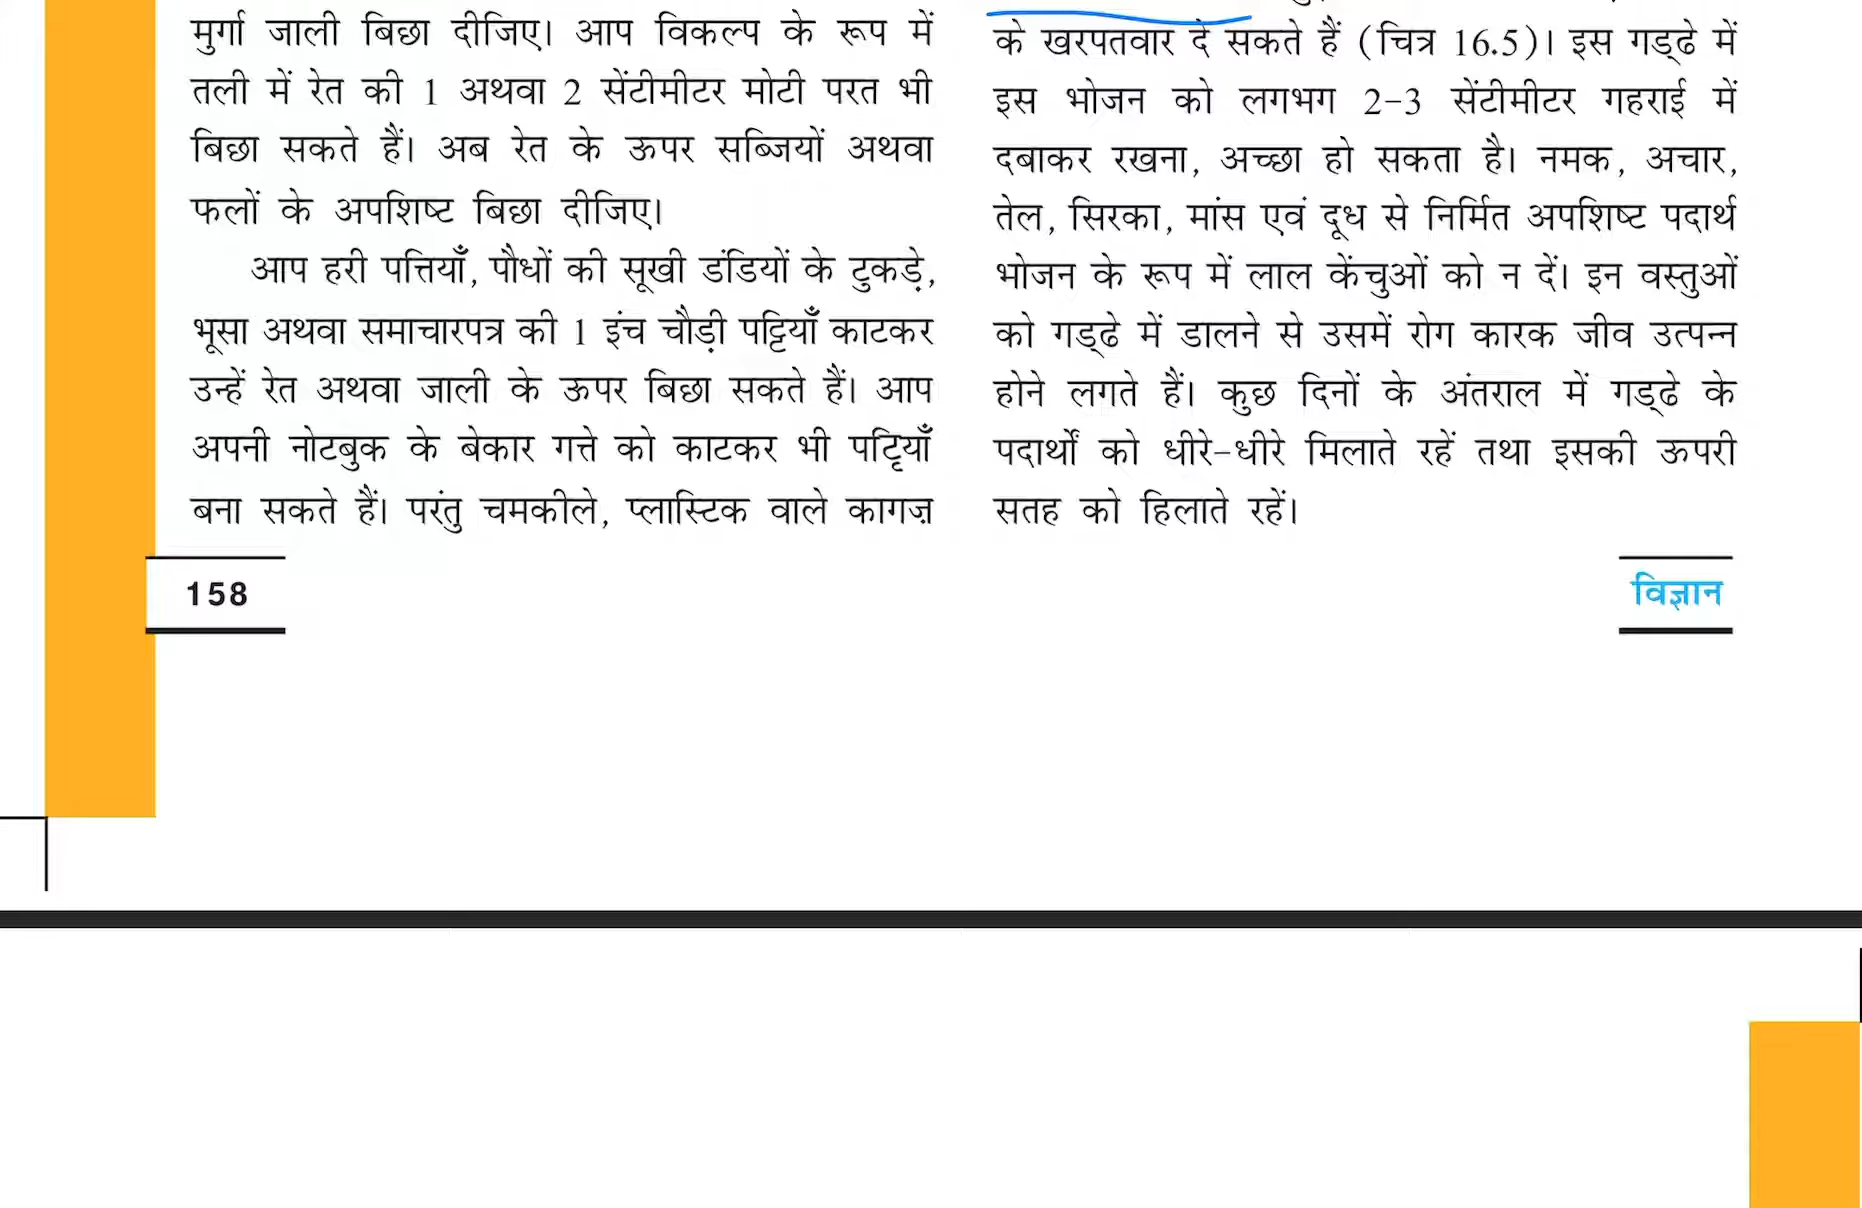 मुर्गा जाली बिछा दीजिए। आप विकल्प के रूप में
तली में रेत की 1 अथवा 2 सेंटीमीटर मोटी परत भी
बिछा सकते हैं। अब रेत के ऊपर सब्जियों अथवा
फलों के अपशिष्ट बिछा दीजिए।
आप हरी पत्तियाँ, पौधों की सूखी डंडियों के टुकड़े,
भूसा अथवा समाचारपत्र की 1 इंच चौड़ी पट्टियाँ काटकर
उन्हें रेत अथवा जाली के ऊपर बिछा सकते हैं। आप
अपनी नोटबुक के बेकार गत्ते को काटकर भी पट्टियाँ
बना सकते हैं। परंतु चमकीले, प्लास्टिक वाले कागज़
के खरपतवार दे सकते हैं (चित्र 16.5)। इस गड्ढे में
इस भोजन को लगभग 2-3 सेंटीमीटर गहराई में
दबाकर रखना, अच्छा हो सकता है। नमक, अचार,
तेल, सिरका, मांस एवं दूध से निर्मित अपशिष्ट पदार्थ
भोजन के रूप में लाल केंचुओं को न दें। इन वस्तुओं
को गड्ढे में डालने से उसमें रोग कारक जीव उत्पन्न
होने लगते हैं। कुछ दिनों के अंतराल में गड्ढे के
पदार्थों को धीरे-धीरे मिलाते रहें तथा इसकी ऊपरी
सतह को हिलाते रहें।
158
विज्ञान